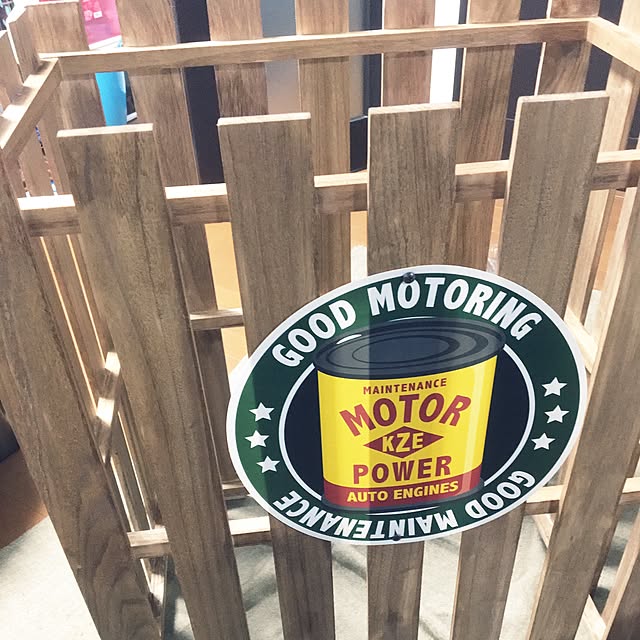 GOOD MOTORING
MAINTENANCE
MOTOR
KZE
POWER
AUTO ENGINES
GOOD MAINTENANCE